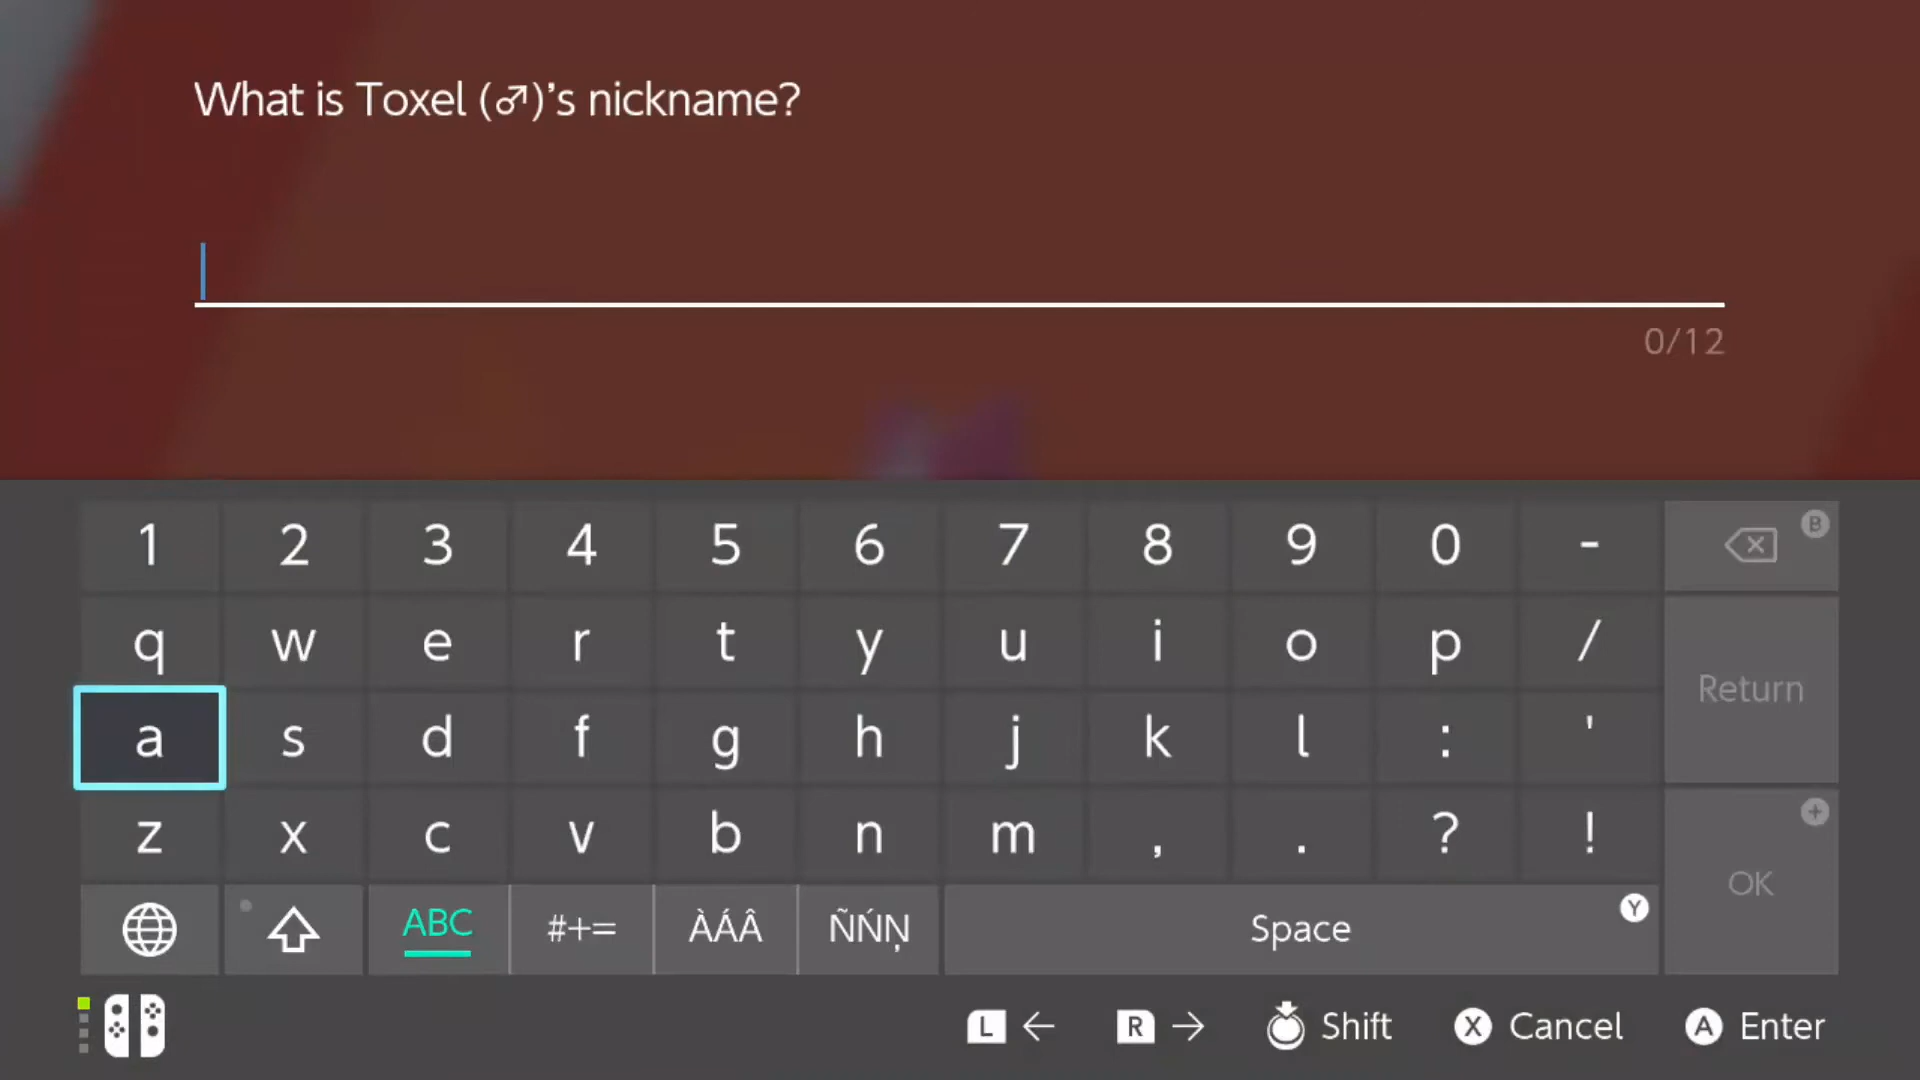 What is Toxel (♂)’s nickname?
0/12
1 2 3 4 5 6 7 8 9 0 - B
q w e r t y u i o p / Return
a s d f g h j k l : '
z x c v b n m , . ? ! + OK
ABC #+= ÀÁÂ ÑŃŅ Space Y
L ← R → Shift X Cancel A Enter